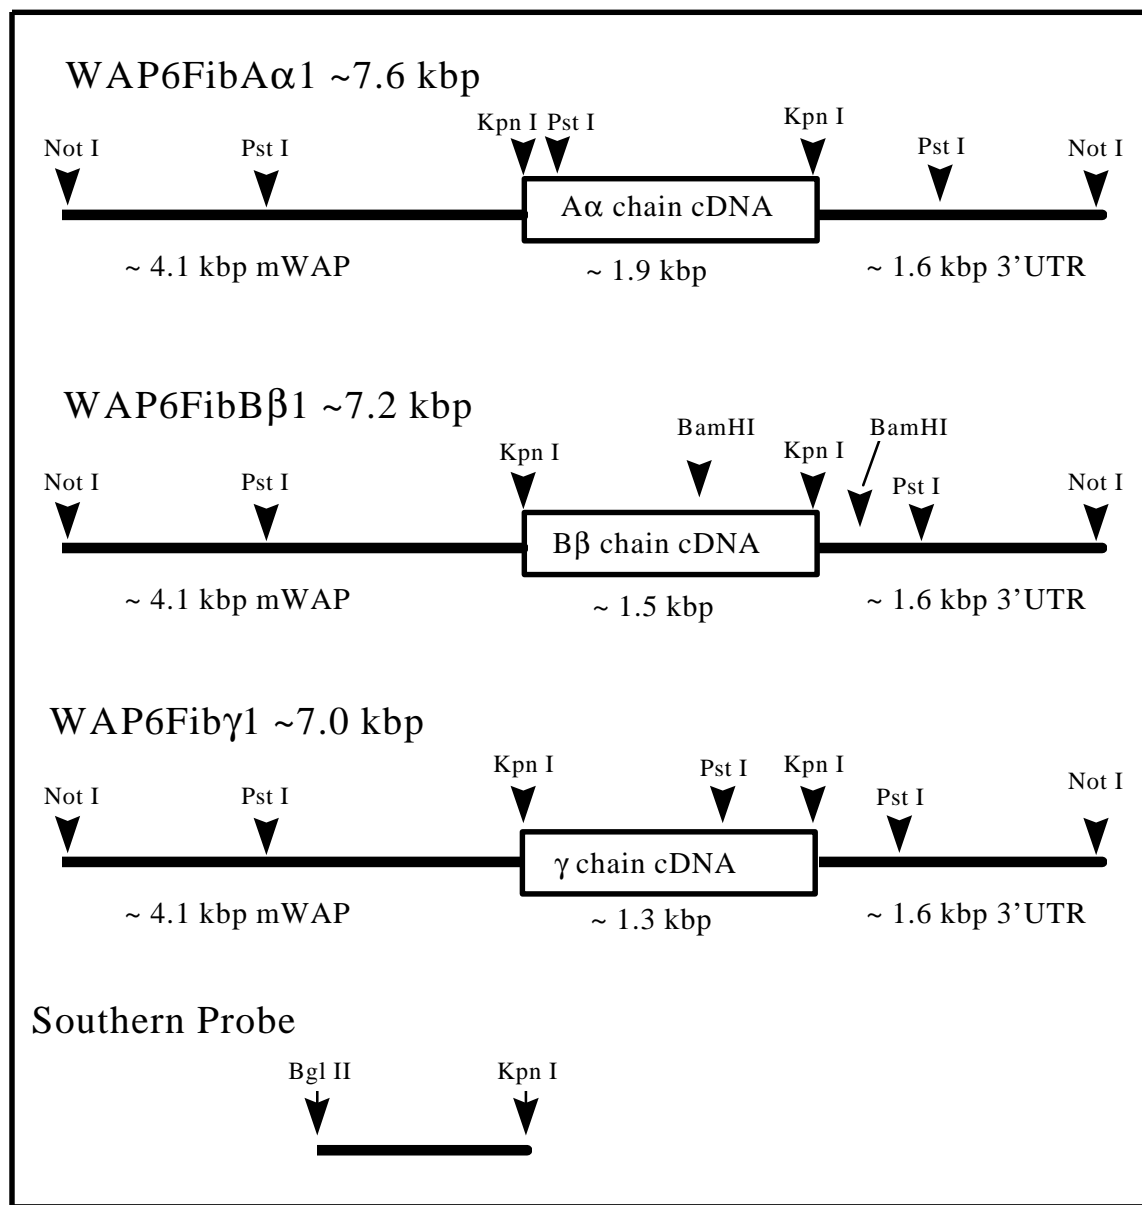 WAP6FibAα1 ~7.6 kbp
Not I
Pst I
Kpn I
Pst I
Kpn I
Pst I
Not I
Aα chain cDNA
~ 4.1 kbp mWAP
~ 1.9 kbp
~ 1.6 kbp 3’UTR
WAP6FibBβ1 ~7.2 kbp
Not I
Pst I
Kpn I
BamHI
Kpn I
BamHI
Pst I
Not I
Bβ chain cDNA
~ 4.1 kbp mWAP
~ 1.5 kbp
~ 1.6 kbp 3’UTR
WAP6Fibγ1 ~7.0 kbp
Not I
Pst I
Kpn I
Pst I
Kpn I
Pst I
Not I
γ chain cDNA
~ 4.1 kbp mWAP
~ 1.3 kbp
~ 1.6 kbp 3’UTR
Southern Probe
Bgl II
Kpn I